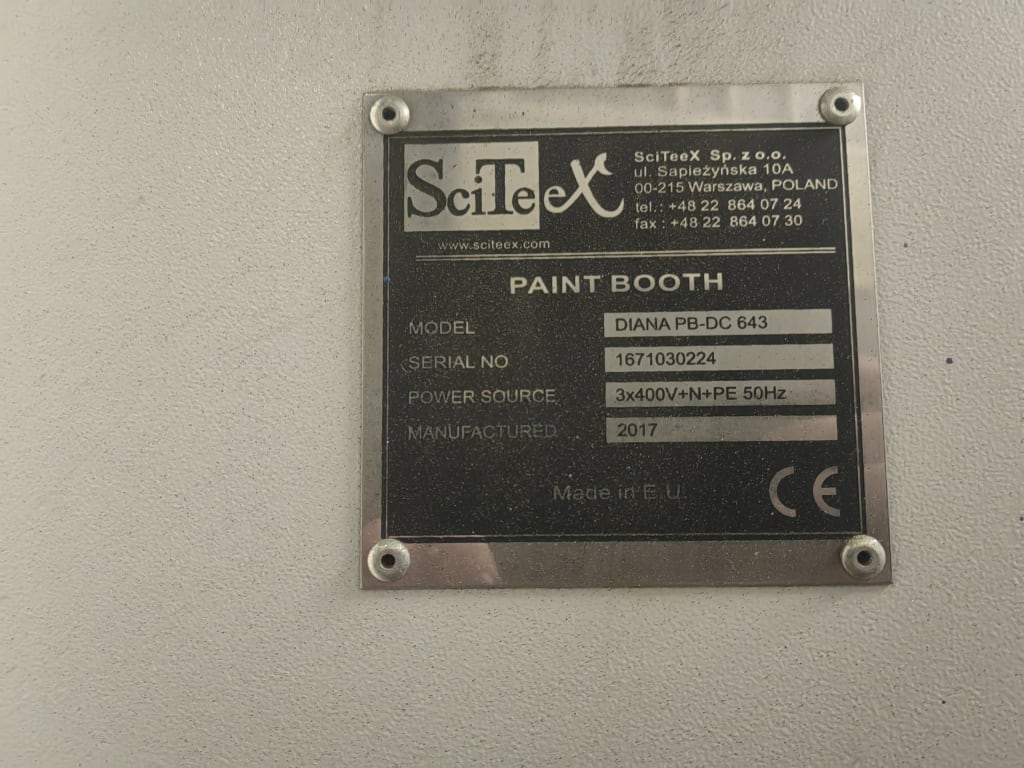 SciTeeX
www.sciteex.com
SciTeeX Sp. z o.o.
ul. Sapieżyńska 10A
00-215 Warszawa, POLAND
tel.: +48 22 864 07 24
fax : +48 22 864 07 30
PAINT BOOTH
MODEL DIANA PB-DC 643
SERIAL NO 1671030224
POWER SOURCE 3x400V+N+PE 50Hz
MANUFACTURED 2017
Made in E.U.
CE